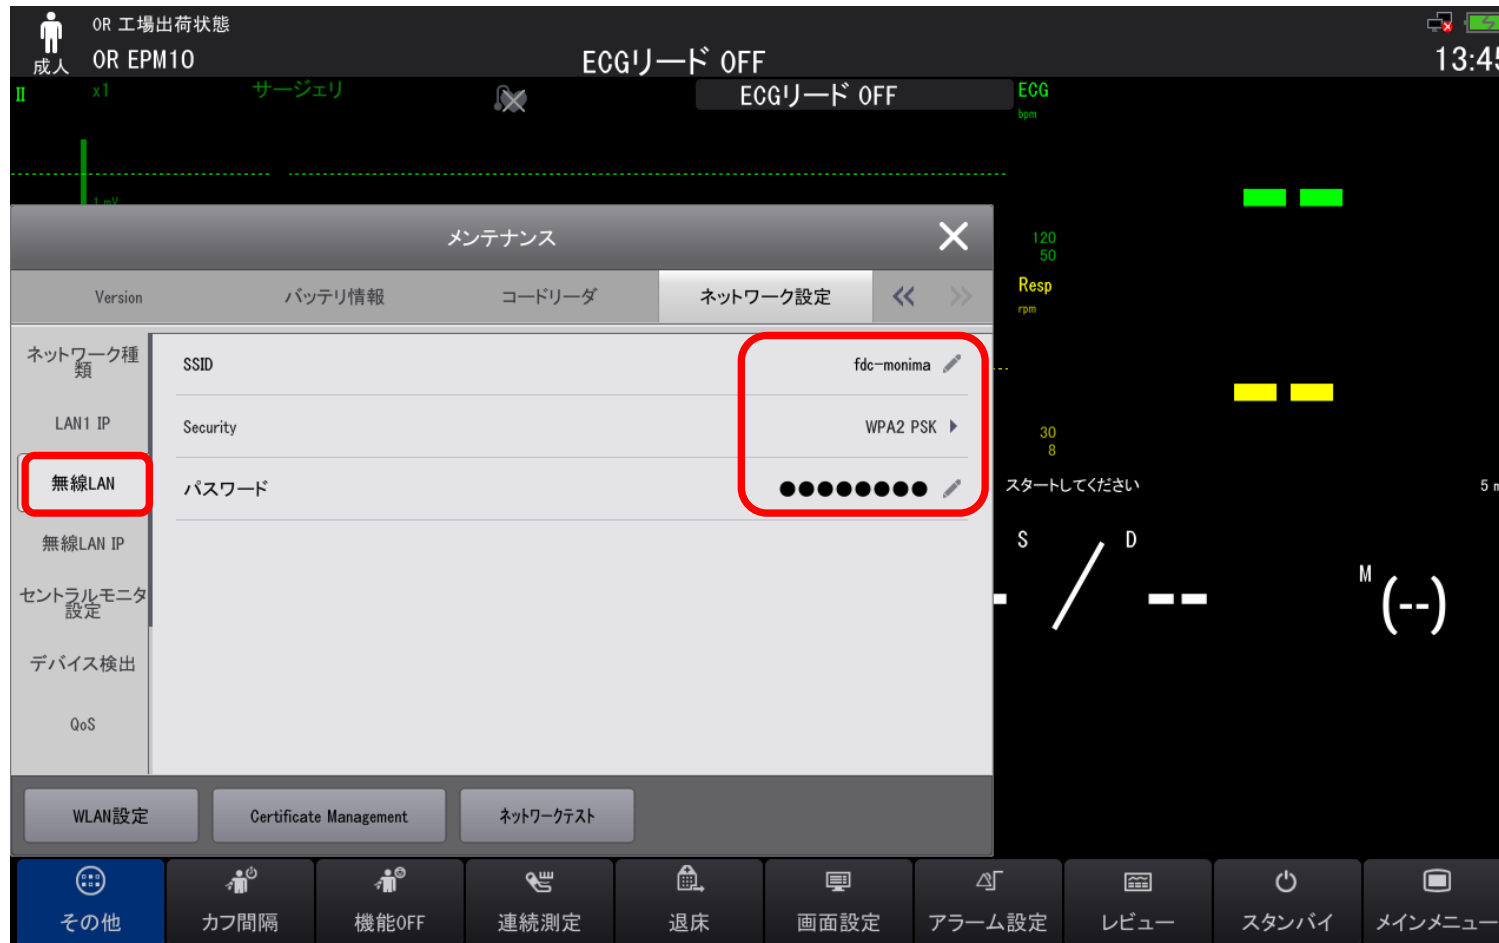 OR 工場出荷状態
成人 OR EPM10
ECGリード OFF
13:45
II x1 サージェリ
ECGリード OFF
ECG
bpm
1 mV
メンテナンス
120
50
Version バッテリ情報 コードリーダ ネットワーク設定
Resp
rpm
ネットワーク種類
SSID fdc-monima
LAN1 IP
Security WPA2 PSK
30
8
無線LAN
パスワード ●●●●●●●●●
スタートしてください
無線LAN IP
S / D
-- M (--)
セントラルモニタ設定
デバイス検出
QoS
WLAN設定 Certificate Management ネットワークテスト
その他 カフ間隔 機能OFF 連続測定 退床 画面設定 アラーム設定 レビュー スタンバイ メインメニュー